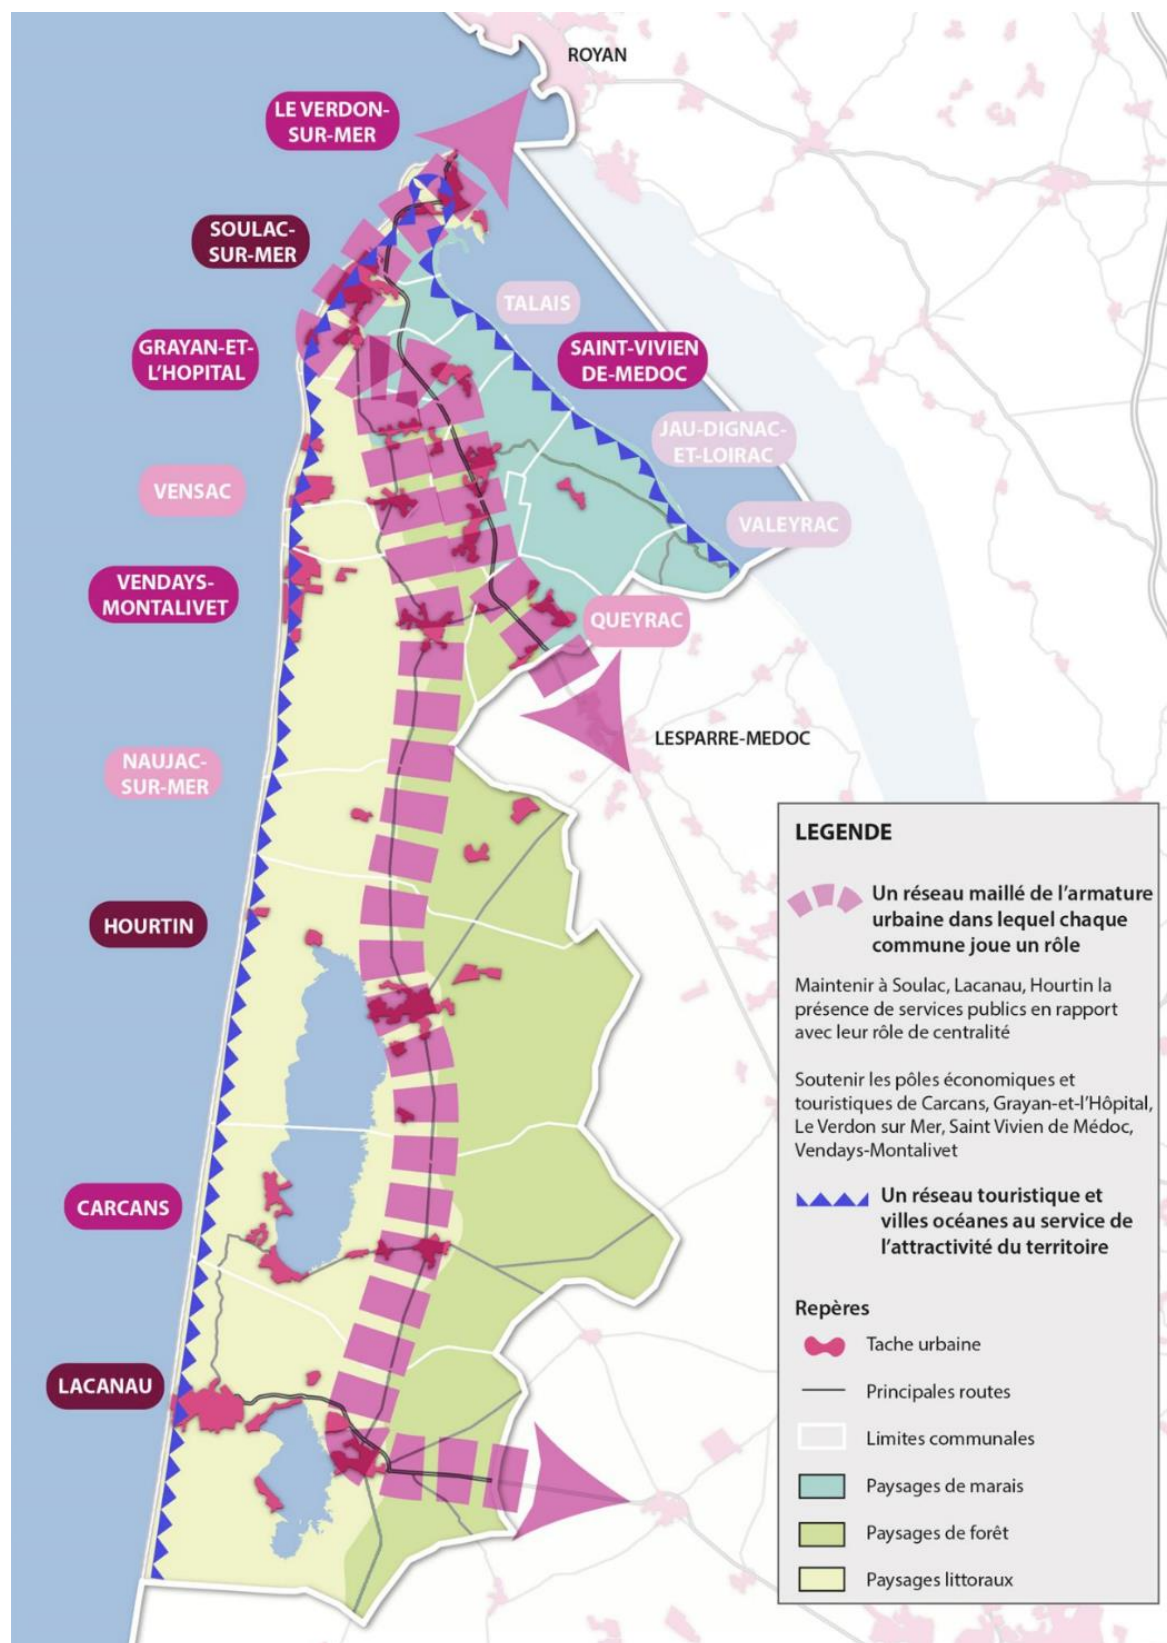 ROYAN
LE VERDON-
SUR-MER
SOULAC-
SUR-MER
TALAIS
GRAYAN-ET-
L'HOPITAL
SAINT-VIVIEN
DE-MEDOC
JAU-DIGNAC-
ET-LOIRAC
VENSAC
VALEYRAC
VENDAYS-
MONTALIVET
QUEYRAC
LESPARRE-MEDOC
NAUJAC-
SUR-MER
HOURTIN
CARCANS
LACANAU
LEGENDE
Un réseau maillé de l'armature
urbaine dans lequel chaque
commune joue un rôle
Maintenir à Soulac, Lacanau, Hourtin la
présence de services publics en rapport
avec leur rôle de centralité
Soutenir les pôles économiques et
touristiques de Carcans, Grayan-et-l'Hôpital,
Le Verdon sur Mer, Saint Vivien de Médoc,
Vendays-Montalivet
Un réseau touristique et
villes océanes au service de
l'attractivité du territoire
Repères
Tache urbaine
Principales routes
Limites communales
Paysages de marais
Paysages de forêt
Paysages littoraux